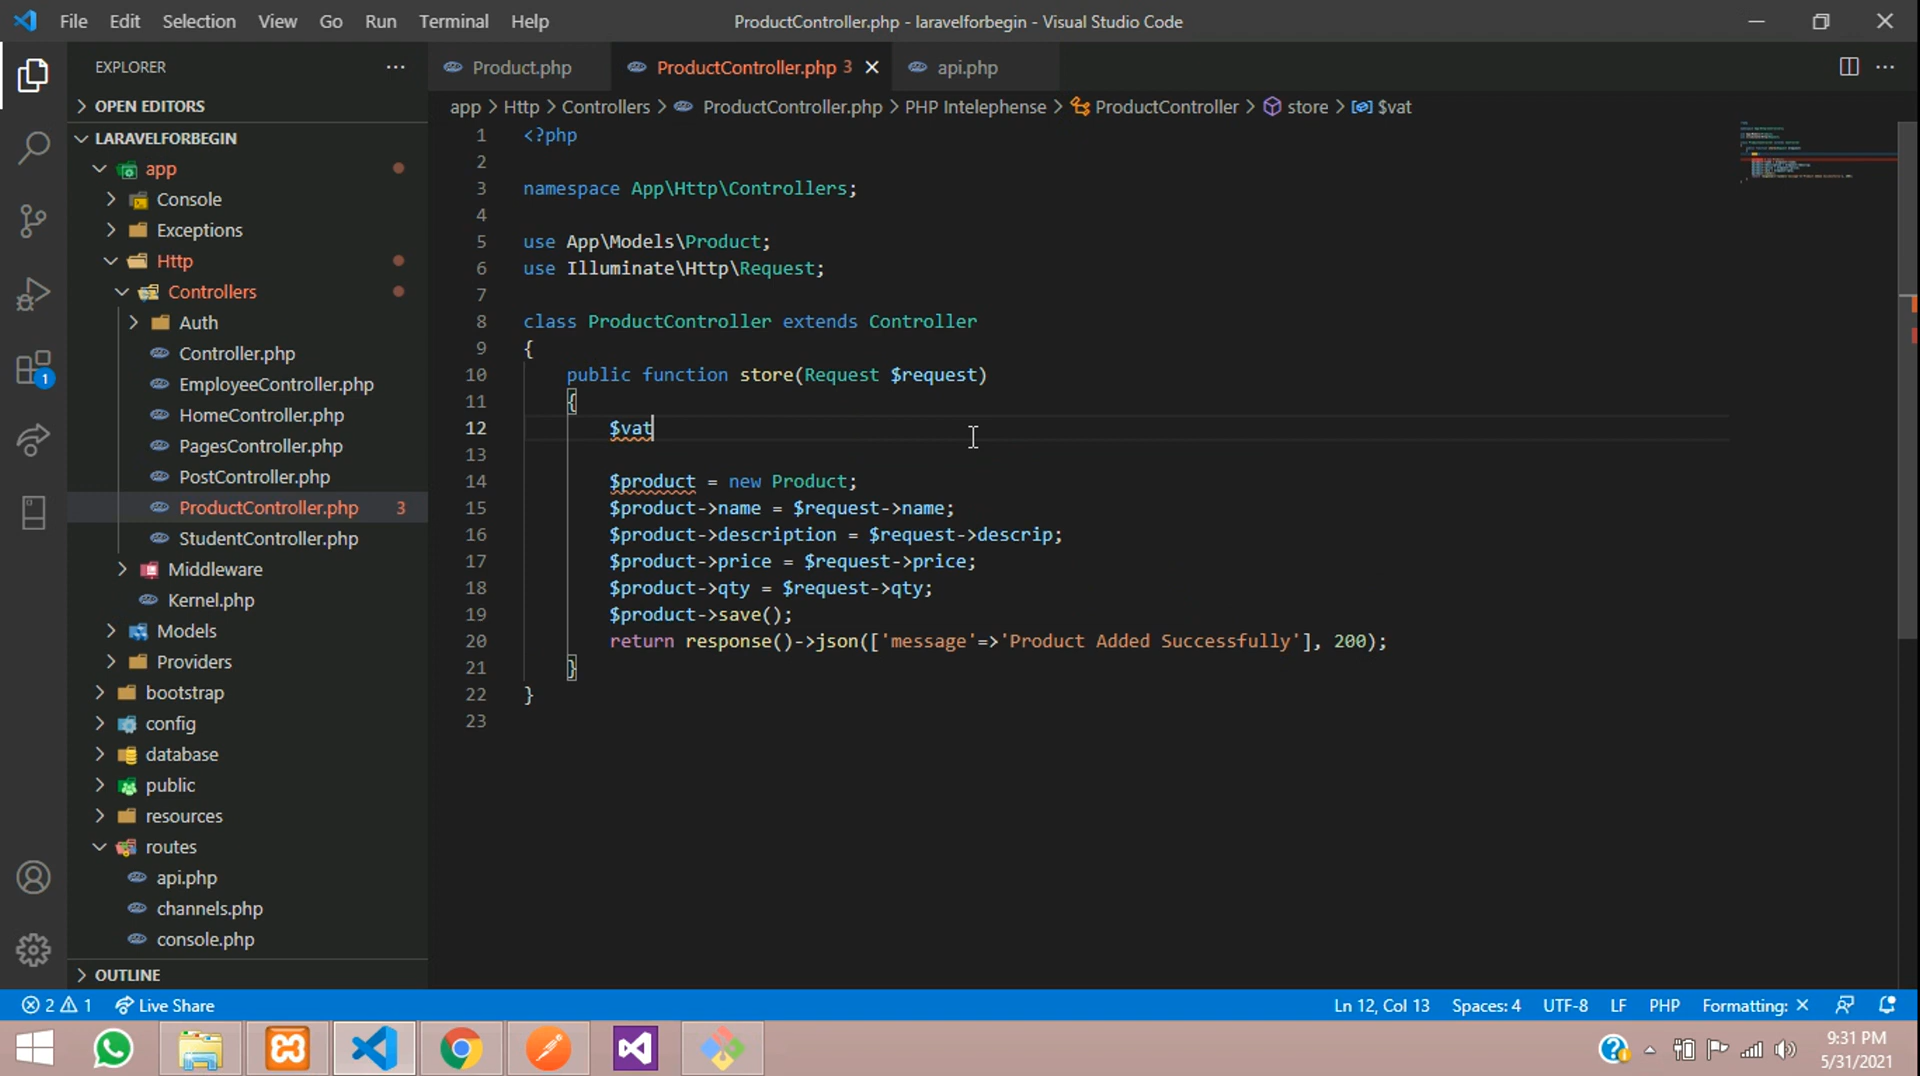 File Edit Selection View Go Run Terminal Help
ProductController.php - laravelforbegin - Visual Studio Code
EXPLORER
OPEN EDITORS
LARAVELFORBEGIN
app
Console
Exceptions
Http
Controllers
Auth
Controller.php
EmployeeController.php
HomeController.php
PagesController.php
PostController.php
ProductController.php 3
StudentController.php
Middleware
Kernel.php
Models
Providers
bootstrap
config
database
public
resources
routes
api.php
channels.php
console.php
OUTLINE
1
Product.php ProductController.php 3 api.php
app > Http > Controllers > ProductController.php > PHP Intelephense > ProductController > store > $vat
1 <?php
2
3 namespace App\Http\Controllers;
4
5 use App\Models\Product;
6 use Illuminate\Http\Request;
7
8 class ProductController extends Controller
9 {
10 public function store(Request $request)
11 {
12 $vat
13
14 $product = new Product;
15 $product->name = $request->name;
16 $product->description = $request->descrip;
17 $product->price = $request->price;
18 $product->qty = $request->qty;
19 $product->save();
20 return response()->json(['message'=>'Product Added Successfully'], 200);
21 }
22 }
23
2 1 Live Share
Ln 12, Col 13 Spaces: 4 UTF-8 LF PHP Formatting: ×
9:31 PM
5/31/2021